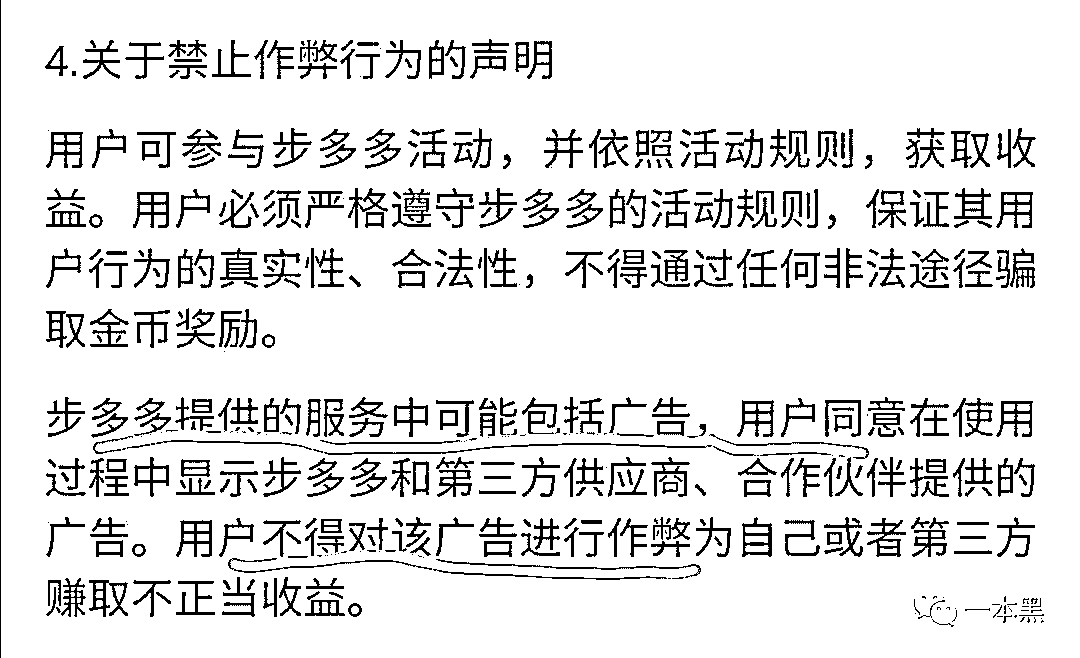 4.关于禁止作弊行为的声明
用户可参与步多多活动，并依照活动规则，获取收
益。用户必须严格遵守步多多的活动规则，保证其用
户行为的真实性、合法性，不得通过任何非法途径骗
取金币奖励。
步多多提供的服务中可能包括广告，用户同意在使用
过程中显示步多多和第三方供应商、合作伙伴提供的
广告。用户不得对该广告进行作弊为自己或者第三方
赚取不正当收益。
一本黑